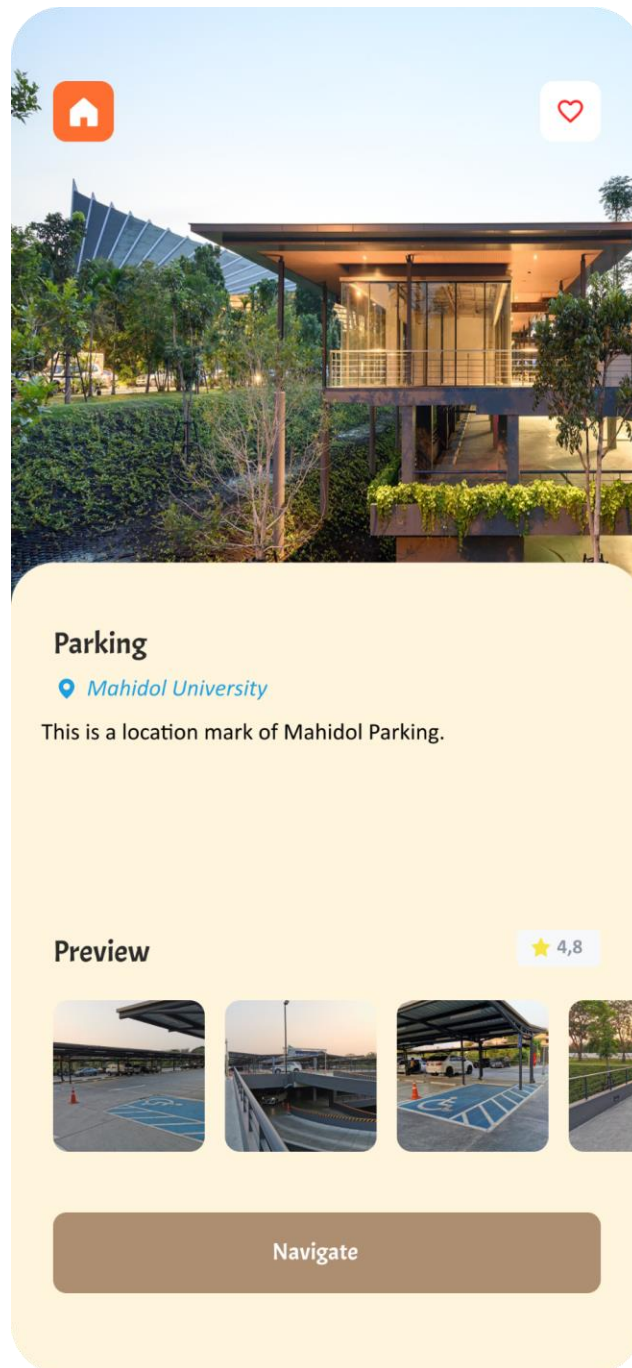 Parking
Mahidol University
This is a location mark of Mahidol Parking.
Preview
4,8
Navigate